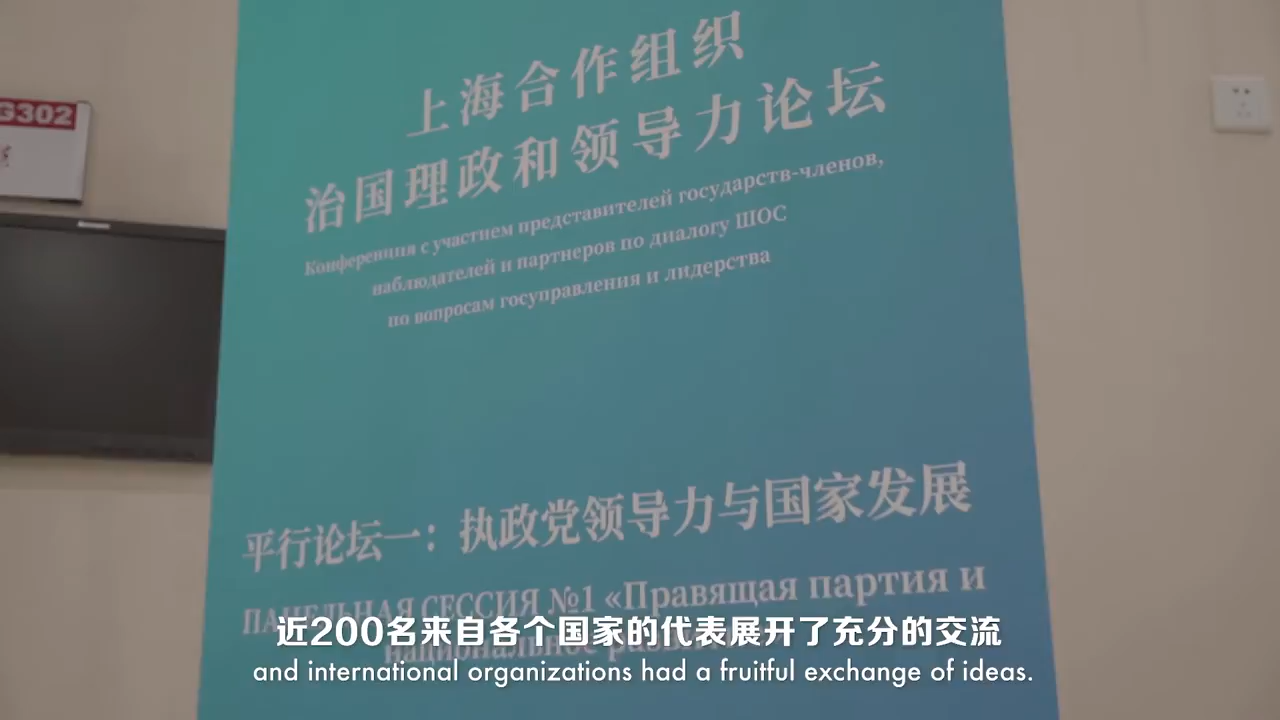 G302
上海合作组织
治国理政和领导力论坛
Конференция с участием представителей государств-членов,
наблюдателей и партнеров по диалогу ШОС
по вопросам госуправления и лидерства
平行论坛一：执政党领导力与国家发展
ПАНЕЛЬНАЯ СЕССИЯ №1 «Правящая партия и
национальное
近200名来自各个国家的代表展开了充分的交流
and international organizations had a fruitful exchange of ideas.